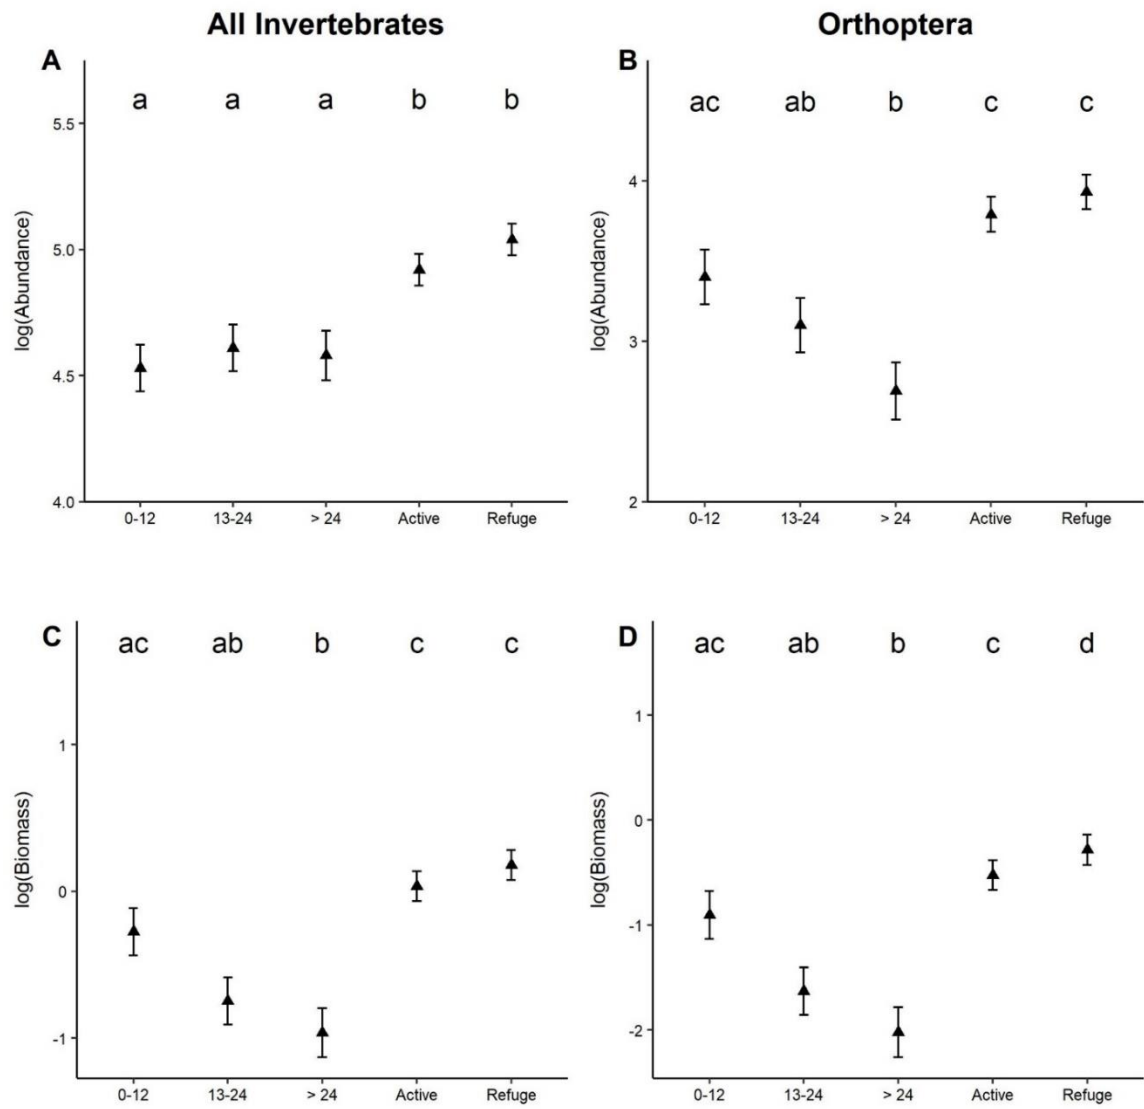 All Invertebrates
Orthoptera
A
a a a b b
5.5
5.0
4.5
4.0
log(Abundance)
0-12 13-24 > 24 Active Refuge
B
ac ab b c c
4
3
2
log(Abundance)
0-12 13-24 > 24 Active Refuge
C
ac ab b c c
1
0
-1
log(Biomass)
0-12 13-24 > 24 Active Refuge
D
ac ab b c d
1
0
-1
-2
log(Biomass)
0-12 13-24 > 24 Active Refuge